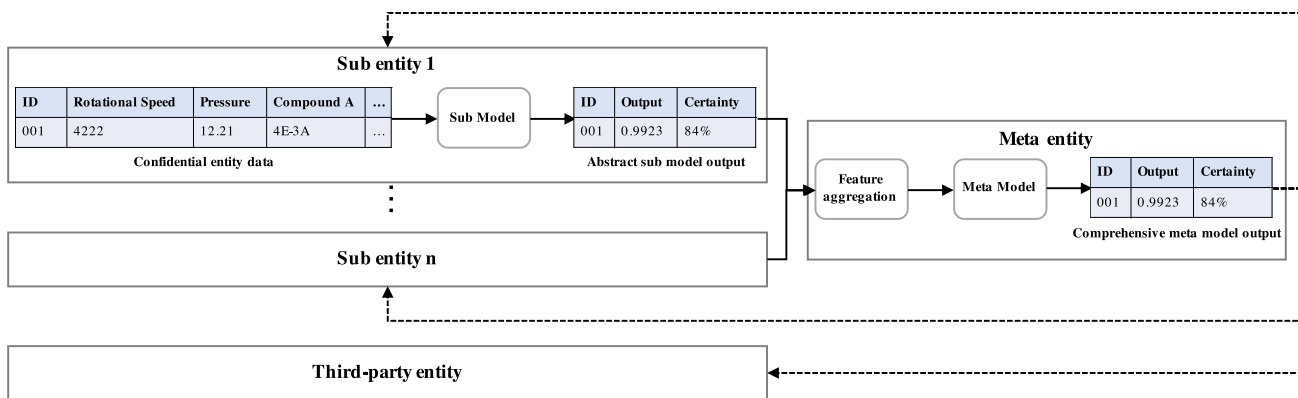 Sub entity 1
ID Rotational Speed Pressure Compound A ...
001 4222 12.21 4E-3A ...
Confidential entity data
Sub Model
ID Output Certainty
001 0.9923 84%
Abstract sub model output
Sub entity n
Meta entity
Feature
aggregation
Meta Model
ID Output Certainty
001 0.9923 84%
Comprehensive meta model output
Third-party entity